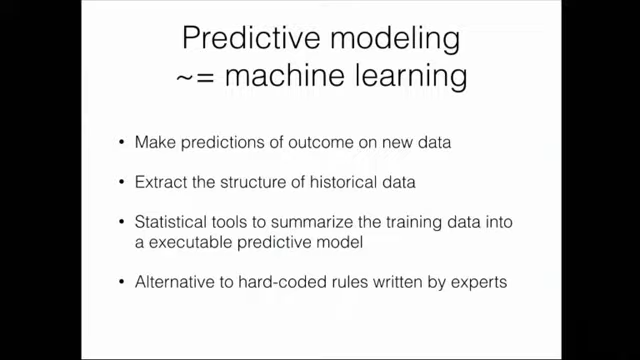 Predictive modeling
~= machine learning
• Make predictions of outcome on new data
• Extract the structure of historical data
• Statistical tools to summarize the training data into
a executable predictive model
• Alternative to hard-coded rules written by experts